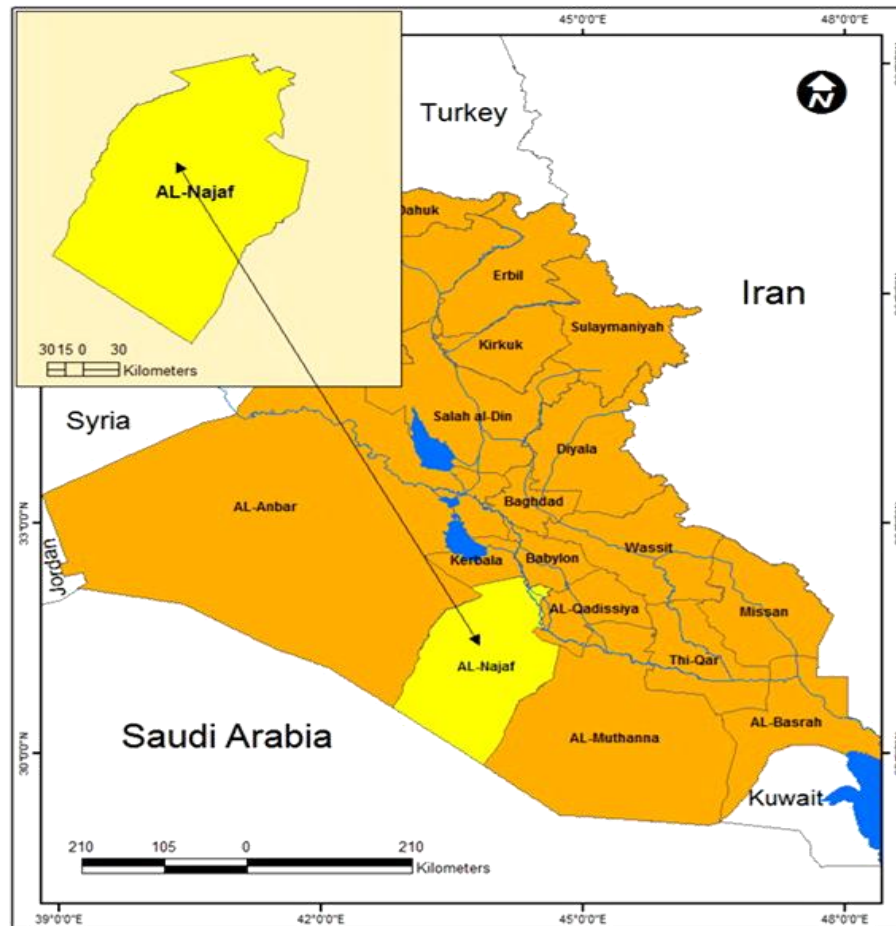 45°0'0"E
48°0'0"E
N
Turkey
AL-Najaf
Dahuk
Erbil
Iran
Sulaymaniyah
Kirkuk
30 15 0 30
Kilometers
Syria
Salah al-Din
Diyala
AL-Anbar
Baghdad
33°0'0"N
Wassit
Jordan
Kerbala
Babylon
AL-Qadissiya
Missan
AL-Najaf
Thi-Qar
Saudi Arabia
AL-Muthanna
AL-Basrah
30°0'0"N
Kuwait
210 105 0 210
Kilometers
39°0'0"E
42°0'0"E
45°0'0"E
48°0'0"E